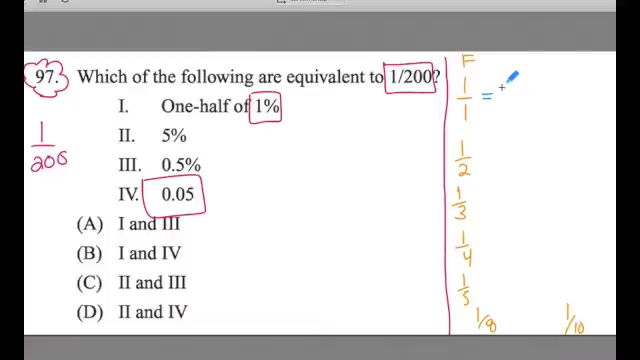 97. Which of the following are equivalent to 1/200?
I. One-half of 1%
II. 5%
III. 0.5%
IV. 0.05
(A) I and III
(B) I and IV
(C) II and III
(D) II and IV
1/200
F
1/1 =
1/2
1/3
1/4
1/5
1/8
1/10